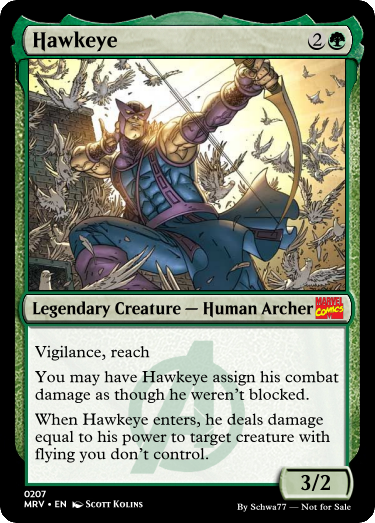 Hawkeye 2
Legendary Creature — Human Archer MARVEL COMICS
Vigilance, reach
You may have Hawkeye assign his combat
damage as though he weren't blocked.
When Hawkeye enters, he deals damage
equal to his power to target creature with
flying you don't control.
3/2
0207
MRV • EN Scott Kolins By Schwa77 — Not for Sale